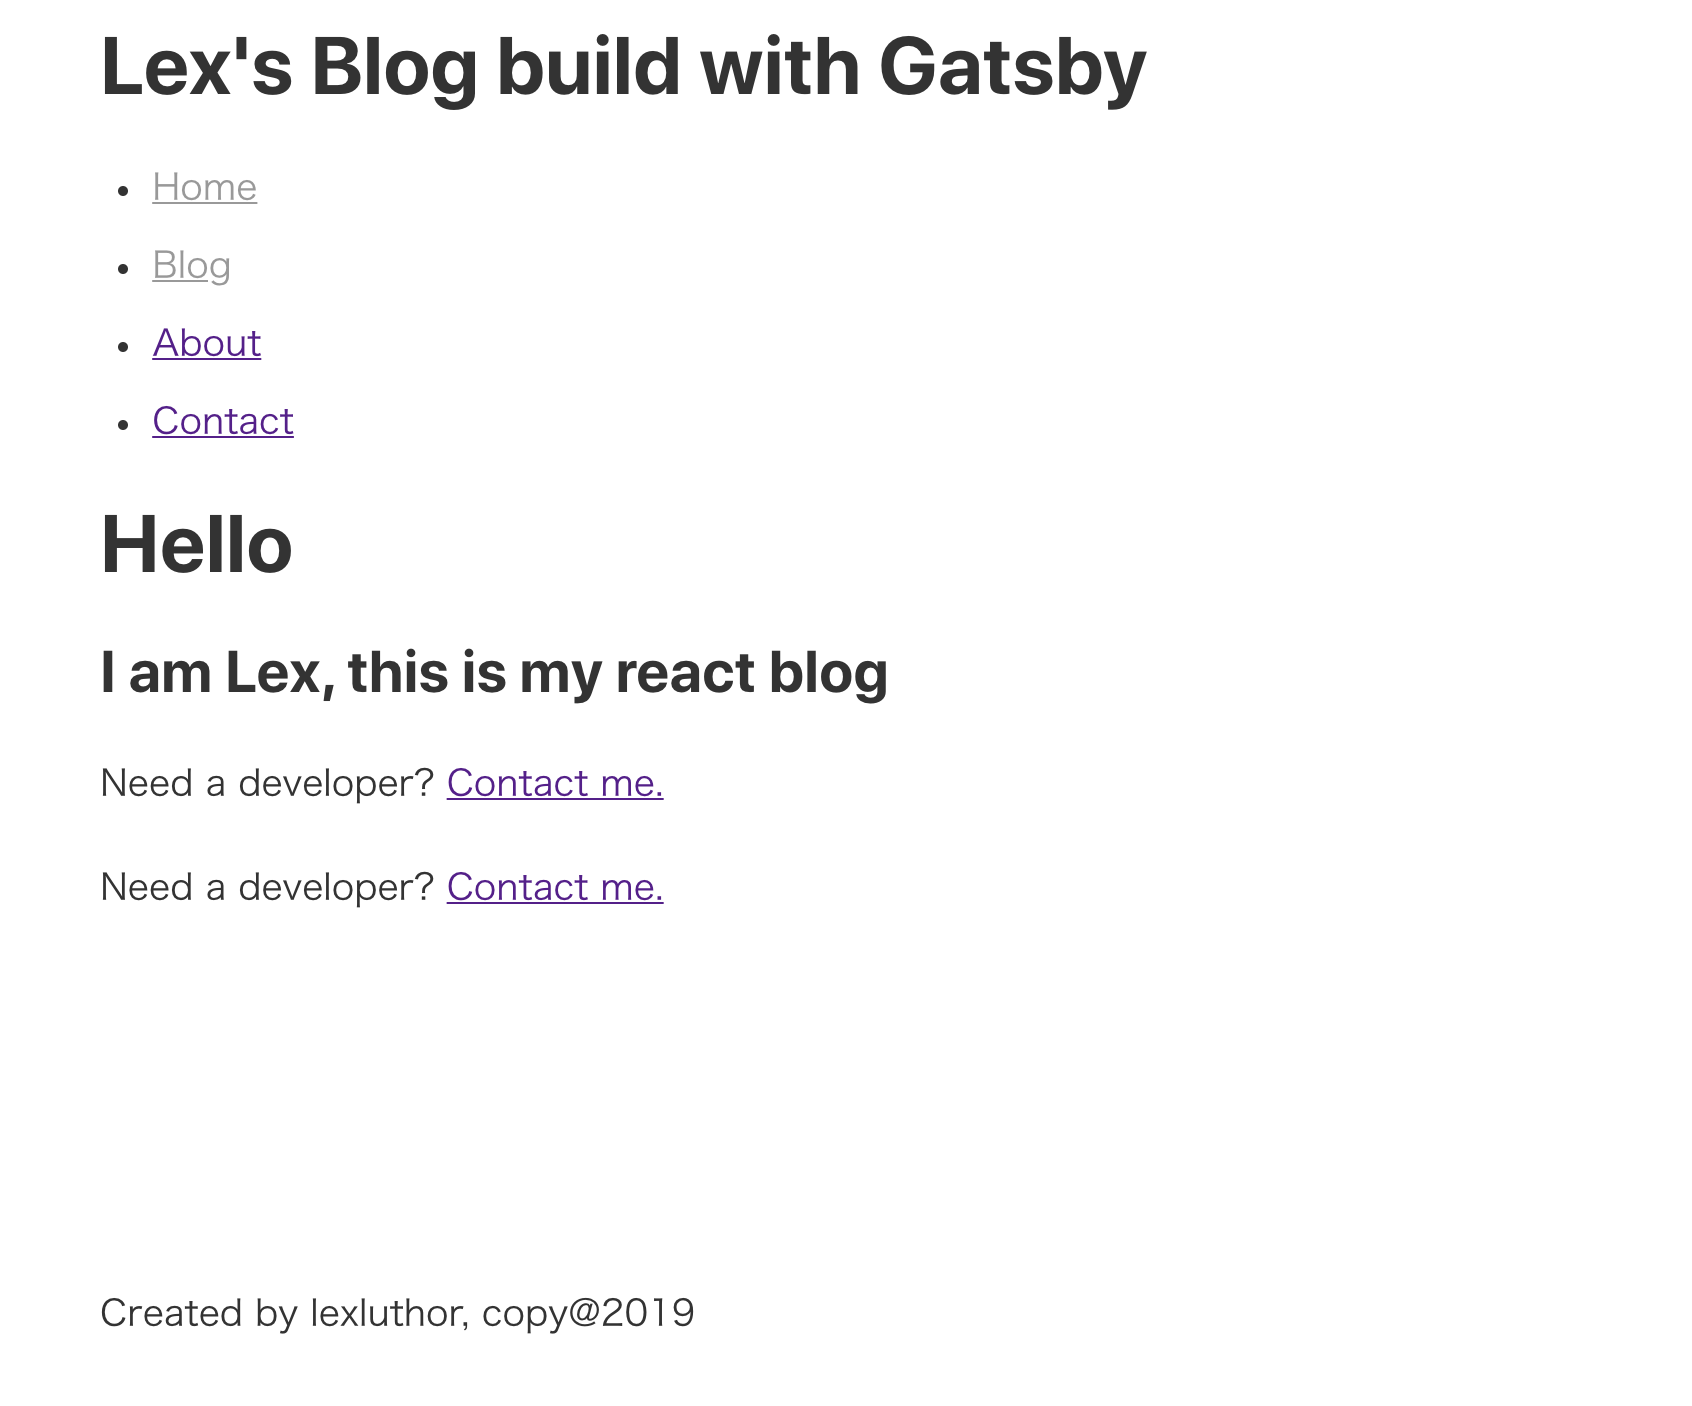 Lex's Blog build with Gatsby
Home
Blog
About
Contact
Hello
I am Lex, this is my react blog
Need a developer? Contact me.
Need a developer? Contact me.
Created by lexluthor, copy@2019